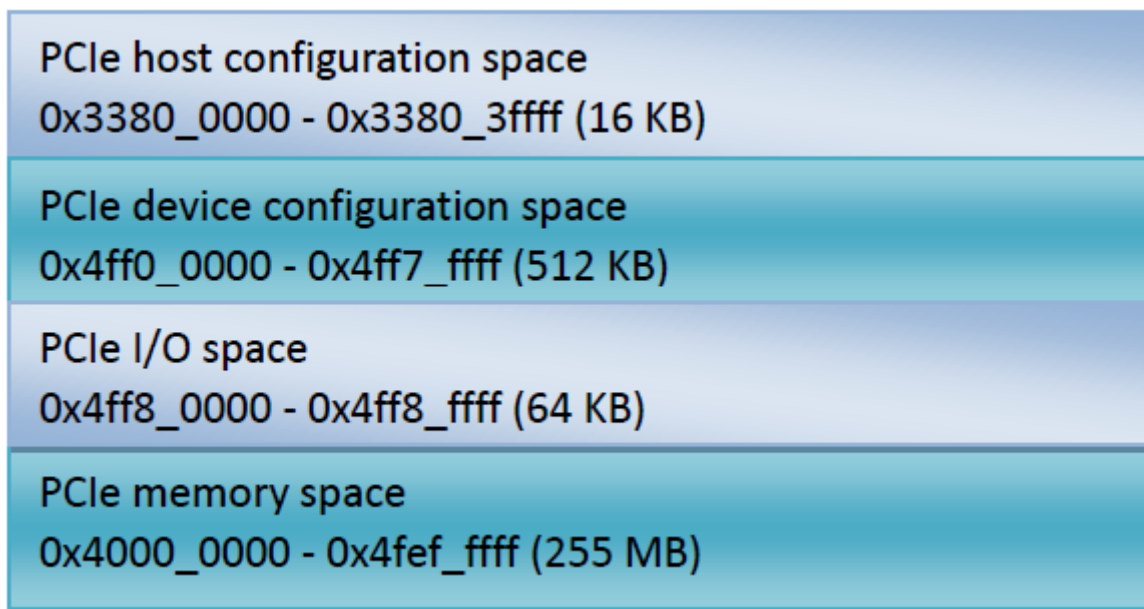 PCIe host configuration space
0x3380_0000 - 0x3380_3ffff (16 KB)
PCIe device configuration space
0x4ff0_0000 - 0x4ff7_ffff (512 KB)
PCIe I/O space
0x4ff8_0000 - 0x4ff8_ffff (64 KB)
PCIe memory space
0x4000_0000 - 0x4fef_ffff (255 MB)